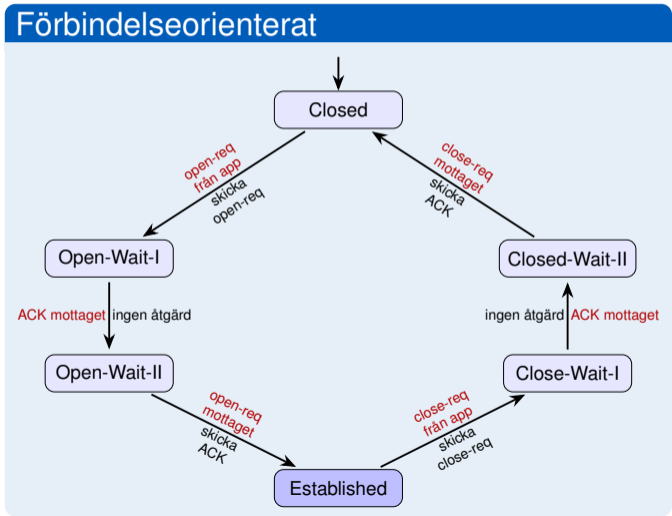 Förbindelseorienterat
Closed
open-req
från app
skicka
open-req
close-req
mottaget
skicka
ACK
Open-Wait-I
Closed-Wait-II
ACK mottaget ingen åtgärd
ingen åtgärd ACK mottaget
Open-Wait-II
Close-Wait-I
open-req
mottaget
skicka
ACK
close-req
från app
skicka
close-req
Established